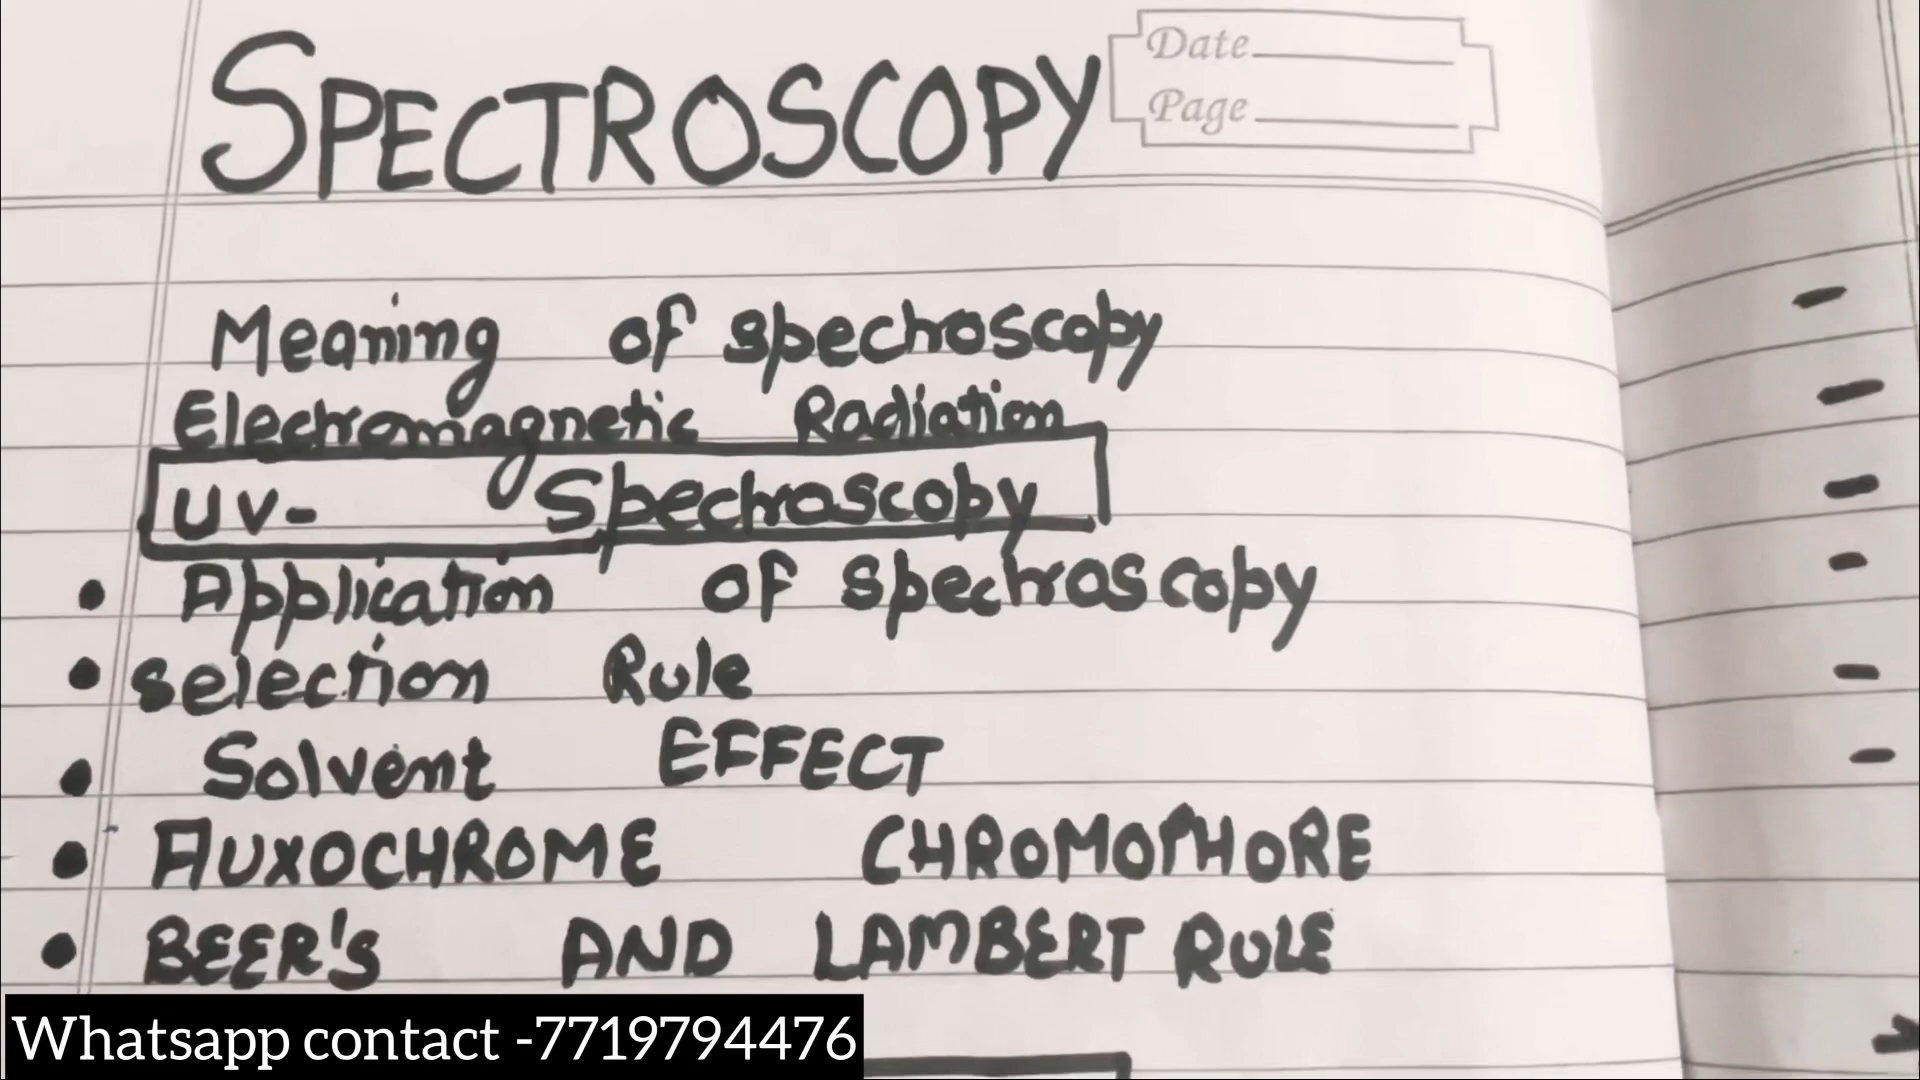 SPECTROSCOPY
Date
Page
Meaning of spectroscopy
Electromagnetic Radiation
UV- Spectroscopy
• Application of spectroscopy
• selection Rule
• Solvent EFFECT
• AUXOCHROME CHROMOPHORE
• BEER'S AND LAMBERT RULE
Whatsapp contact -7719794476